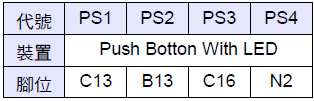 代號 PS1 PS2 PS3 PS4
裝置 Push Botton With LED
腳位 C13 B13 C16 N2